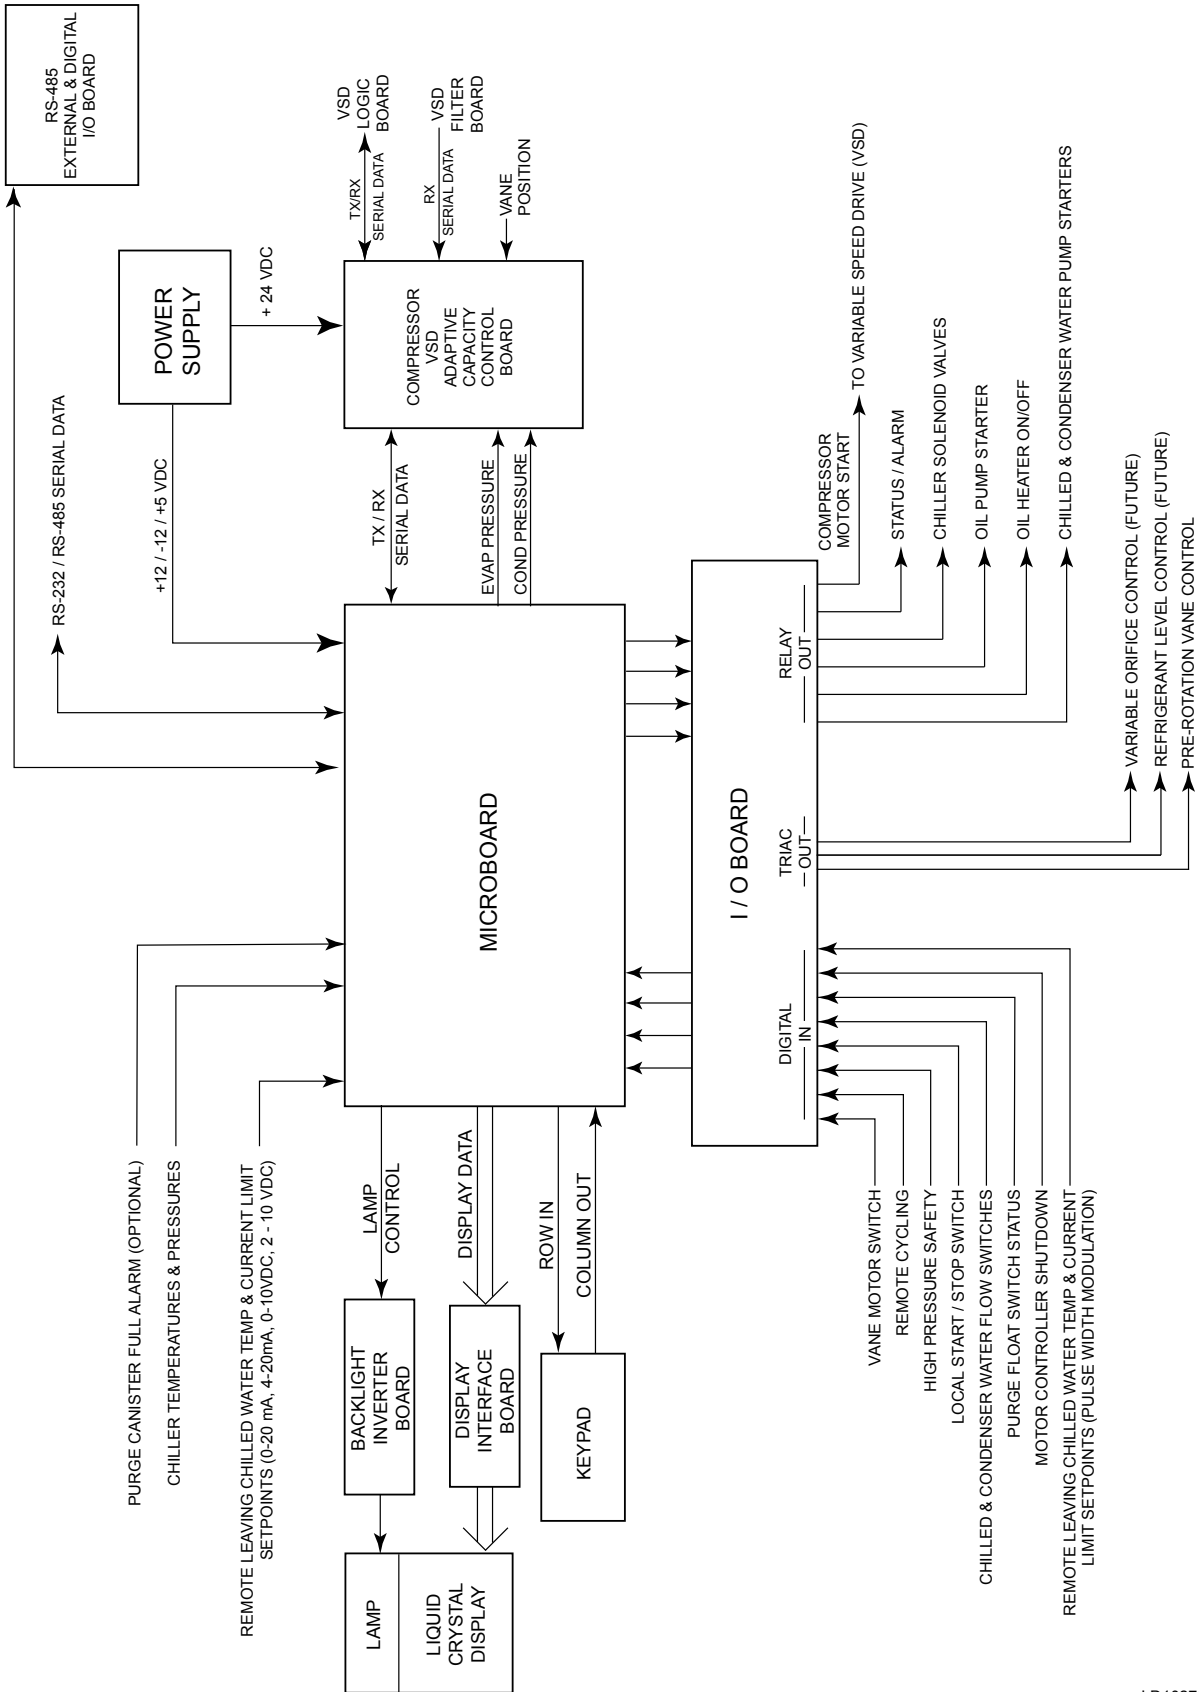 PURGE CANISTER FULL ALARM (OPTIONAL)
CHILLER TEMPERATURES & PRESSURES
REMOTE LEAVING CHILLED WATER TEMP & CURRENT LIMIT
SETPOINTS (0-20 mA, 4-20mA, 0-10VDC, 2 - 10 VDC)
RS-485
EXTERNAL & DIGITAL
I/O BOARD
RS-232 / RS-485 SERIAL DATA
POWER
SUPPLY
+12 / -12 / +5 VDC
+ 24 VDC
LAMP
LIQUID
CRYSTAL
DISPLAY
BACKLIGHT
INVERTER
BOARD
LAMP
CONTROL
DISPLAY
INTERFACE
BOARD
DISPLAY DATA
KEYPAD
ROW IN
COLUMN OUT
MICROBOARD
TX / RX
SERIAL DATA
EVAP PRESSURE
COND PRESSURE
COMPRESSOR
VSD
ADAPTIVE
CAPACITY
CONTROL
BOARD
TX/RX
SERIAL DATA
VSD
LOGIC
BOARD
RX
SERIAL DATA
VSD
FILTER
BOARD
VANE
POSITION
I / O BOARD
DIGITAL
IN
TRIAC
OUT
RELAY
OUT
VANE MOTOR SWITCH
REMOTE CYCLING
HIGH PRESSURE SAFETY
LOCAL START / STOP SWITCH
CHILLED & CONDENSER WATER FLOW SWITCHES
PURGE FLOAT SWITCH STATUS
MOTOR CONTROLLER SHUTDOWN
REMOTE LEAVING CHILLED WATER TEMP & CURRENT
LIMIT SETPOINTS (PULSE WIDTH MODULATION)
COMPRESSOR
MOTOR START
TO VARIABLE SPEED DRIVE (VSD)
STATUS / ALARM
CHILLER SOLENOID VALVES
OIL PUMP STARTER
OIL HEATER ON/OFF
CHILLED & CONDENSER WATER PUMP STARTERS
VARIABLE ORIFICE CONTROL (FUTURE)
REFRIGERANT LEVEL CONTROL (FUTURE)
PRE-ROTATION VANE CONTROL